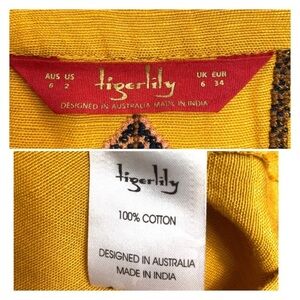 AUS US tigerlily UK EUR
6 2 6 34
DESIGNED IN AUSTRALIA MADE IN INDIA
tigerlily
100% COTTON
DESIGNED IN AUSTRALIA
MADE IN INDIA